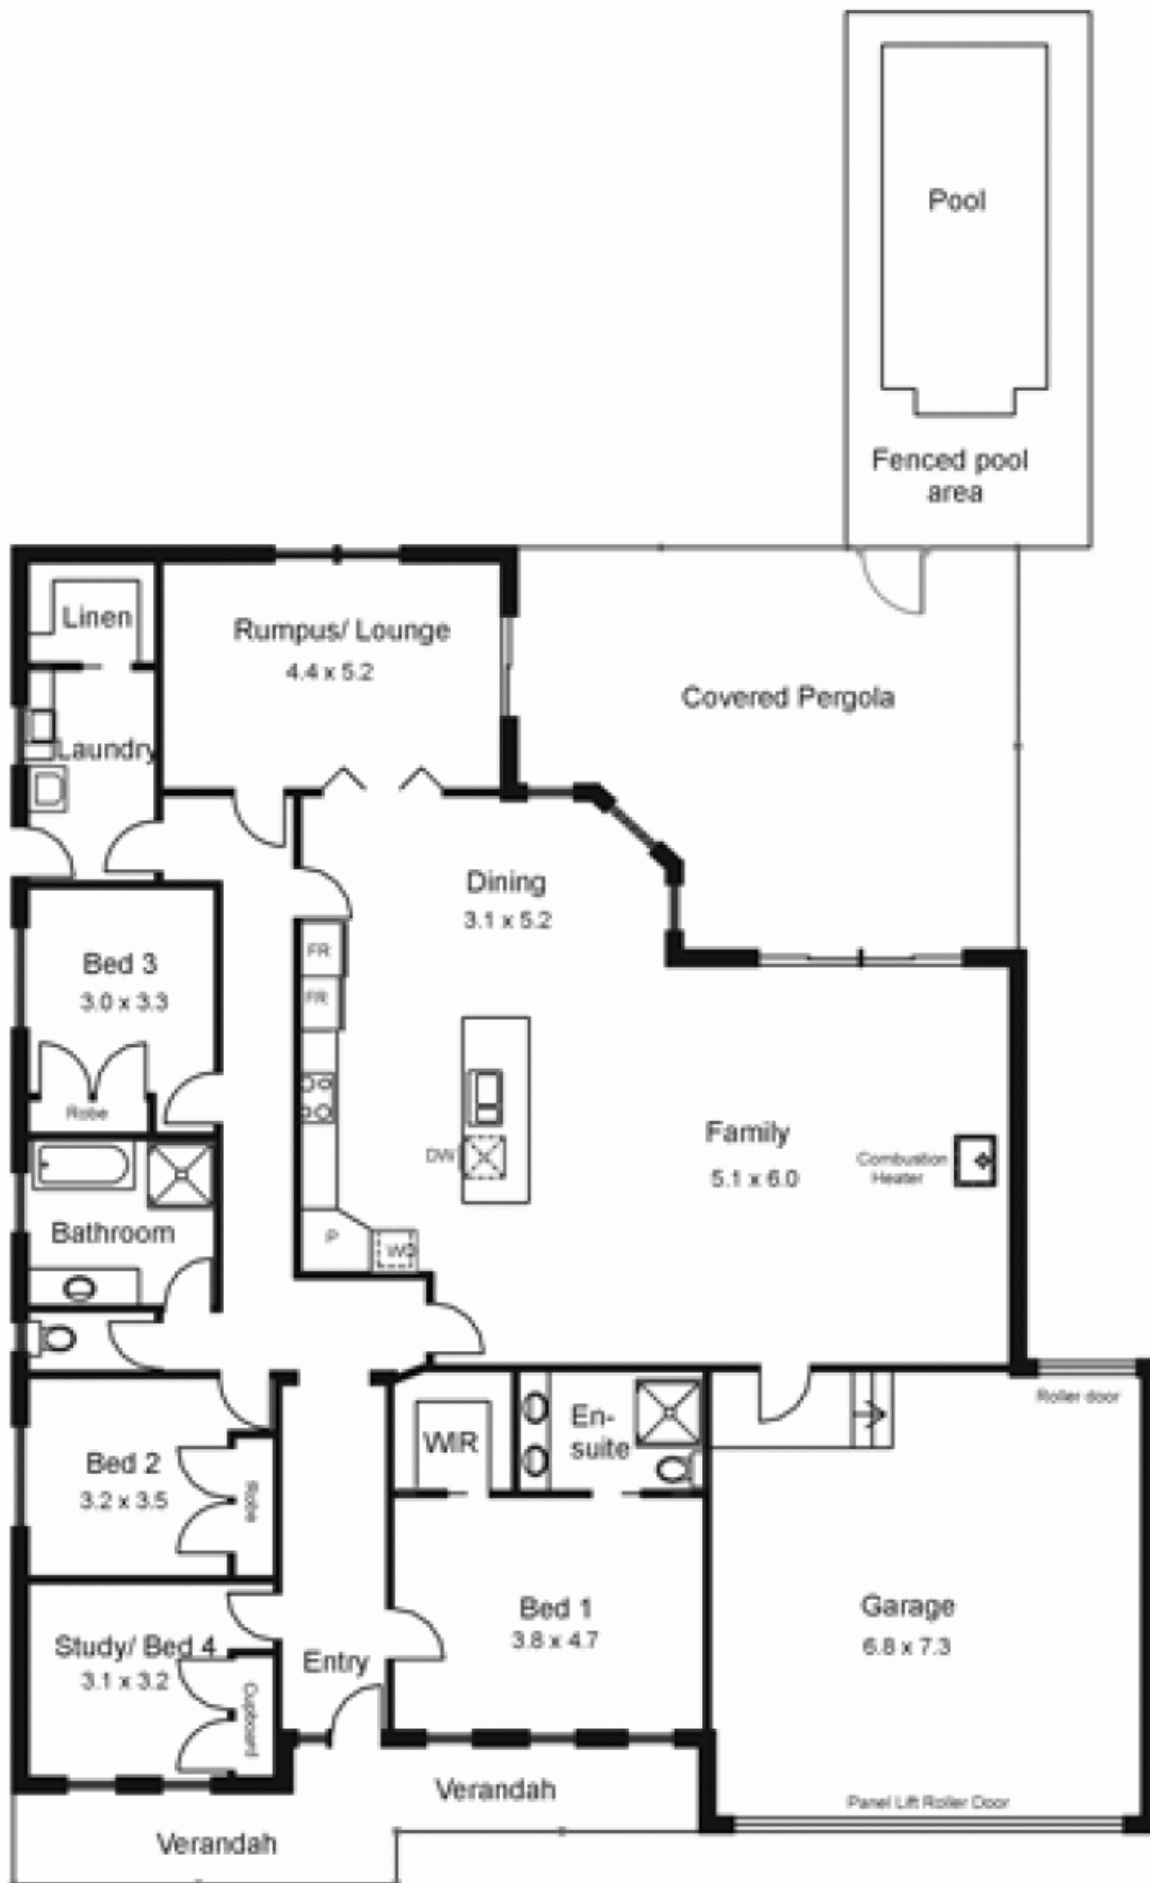 Pool
Fenced pool
area
Linen
Rumpus/ Lounge
4.4 x 5.2
Covered Pergola
Laundry
Dining
3.1 x 5.2
FR
FR
Bed 3
3.0 x 3.3
Robe
DW
Family
5.1 x 6.0
Combustion
Heater
Bathroom
P
WO
Roller door
WIR
En-
suite
Bed 2
3.2 x 3.5
Robe
Bed 1
3.8 x 4.7
Garage
6.8 x 7.3
Study/ Bed 4
3.1 x 3.2
Entry
Cupboard
Verandah
Panel Lift Roller Door
Verandah